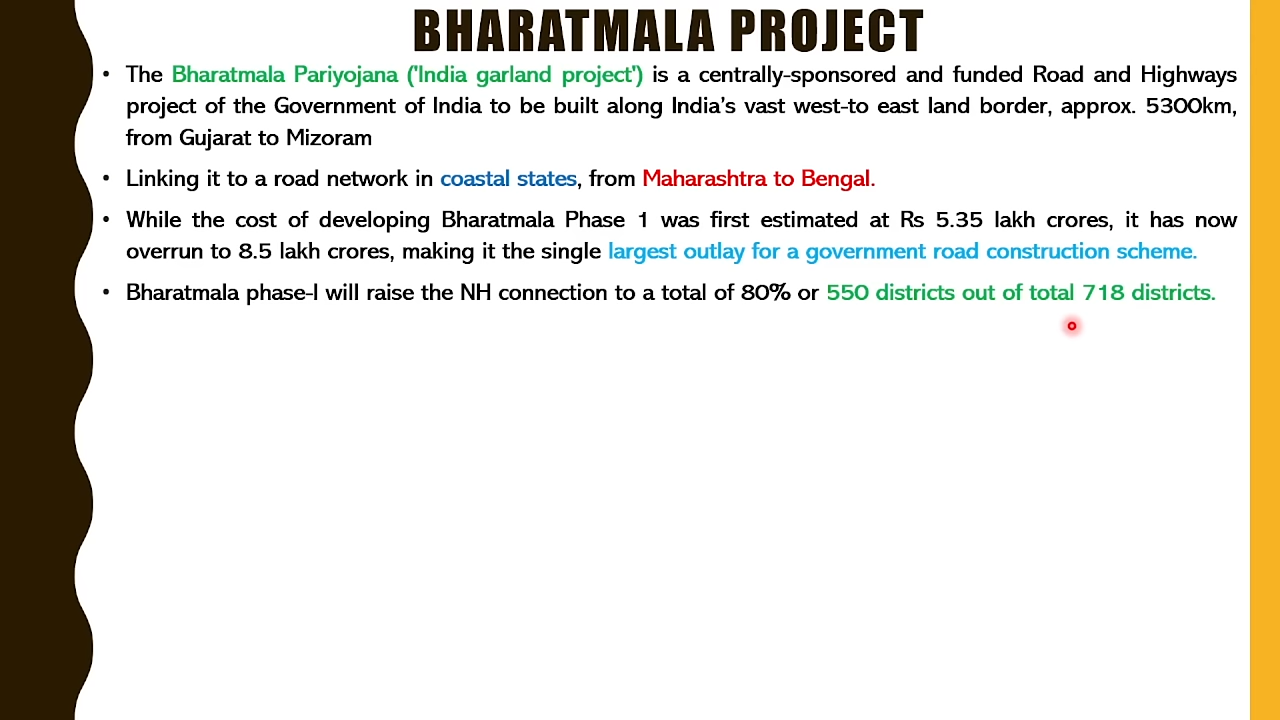 BHARATMALA PROJECT
• The Bharatmala Pariyojana ('India garland project') is a centrally-sponsored and funded Road and Highways
project of the Government of India to be built along India's vast west-to east land border, approx. 5300km,
from Gujarat to Mizoram
• Linking it to a road network in coastal states, from Maharashtra to Bengal.
• While the cost of developing Bharatmala Phase 1 was first estimated at Rs 5.35 lakh crores, it has now
overrun to 8.5 lakh crores, making it the single largest outlay for a government road construction scheme.
• Bharatmala phase-I will raise the NH connection to a total of 80% or 550 districts out of total 718 districts.